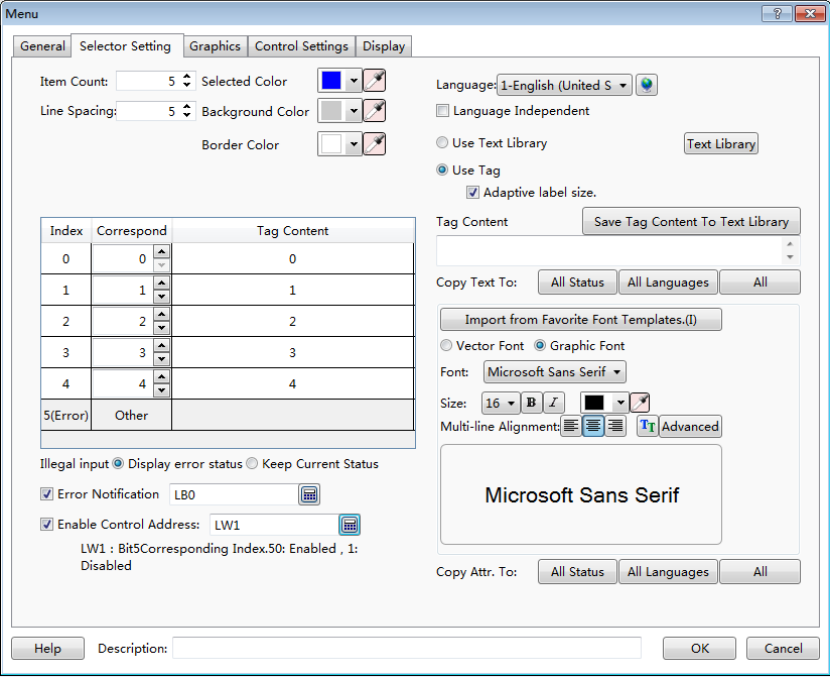 Menu
?
General Selector Setting Graphics Control Settings Display
Item Count: 5 Selected Color
Line Spacing: 5 Background Color
Border Color
Language: 1-English (United S
Language Independent
Use Text Library Text Library
Use Tag
Adaptive label size.
Index Correspond Tag Content
0 0 0
1 1 1
2 2 2
3 3 3
4 4 4
5(Error) Other
Illegal input Display error status Keep Current Status
Error Notification LB0
Enable Control Address: LW1
LW1 : Bit5Corresponding Index.50: Enabled , 1:
Disabled
Tag Content Save Tag Content To Text Library
Copy Text To: All Status All Languages All
Import from Favorite Font Templates.(I)
Vector Font Graphic Font
Font: Microsoft Sans Serif
Size: 16 B I
Multi-line Alignment: TT Advanced
Microsoft Sans Serif
Copy Attr. To: All Status All Languages All
Help Description: OK Cancel